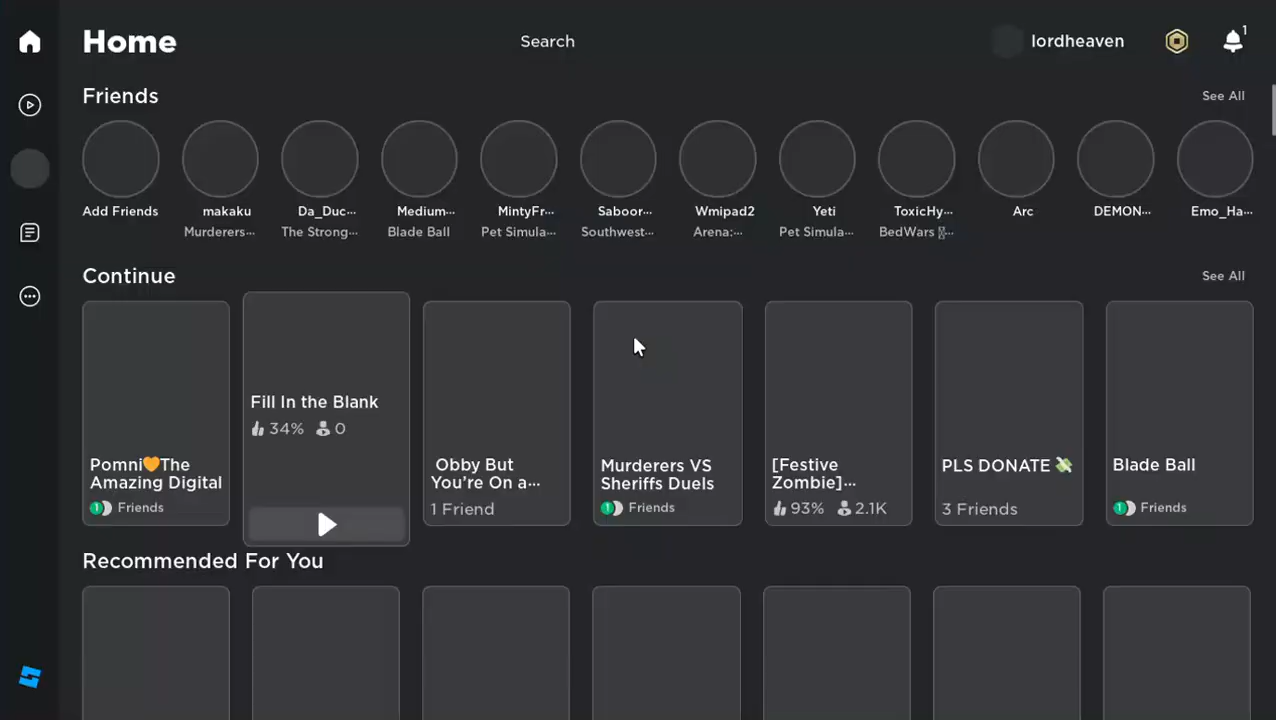 Home
Search
lordheaven
1
Friends
See All
Add Friends
makaku
Da_Duc...
Medium...
MintyFr...
Saboor...
Wmipad2
Yeti
ToxicHy...
Arc
DEMON...
Emo_Ha...
Murderers...
The Strong...
Blade Ball
Pet Simula...
Southwest...
Arena:...
Pet Simula...
BedWars
Continue
See All
Pomni🧡The
Amazing Digital
1 Friends
Fill In the Blank
34% 0
Obby But
You're On a...
1 Friend
Murderers VS
Sheriffs Duels
1 Friends
[Festive
Zombie]...
93% 2.1K
PLS DONATE 💸
3 Friends
Blade Ball
1 Friends
Recommended For You